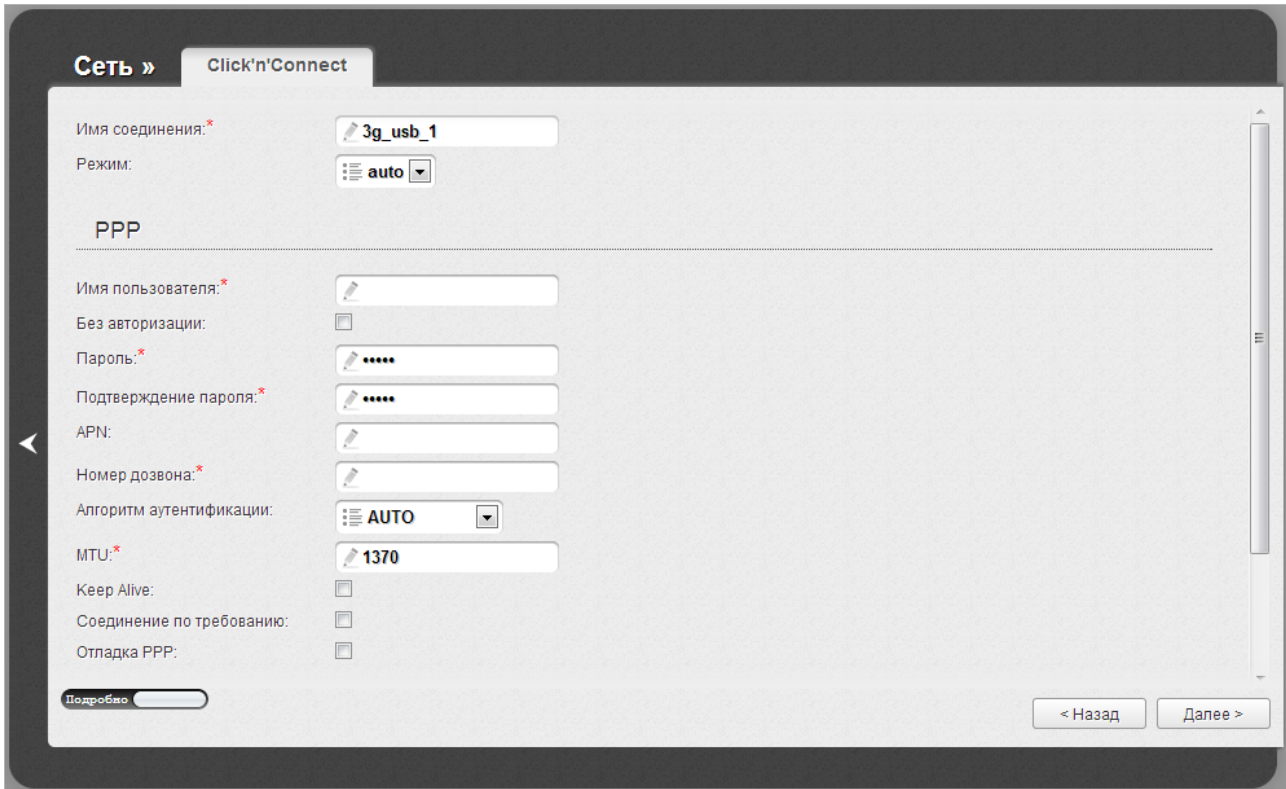 Сеть »
Click'n'Connect
Имя соединения:* 3g_usb_1
Режим: auto
PPP
Имя пользователя:*
Без авторизации:
Пароль:* •••••
Подтверждение пароля:* •••••
APN:
Номер дозвона:*
Алгоритм аутентификации: AUTO
MTU:* 1370
Keep Alive:
Соединение по требованию:
Отладка PPP:
Подробно
< Назад
Далее >